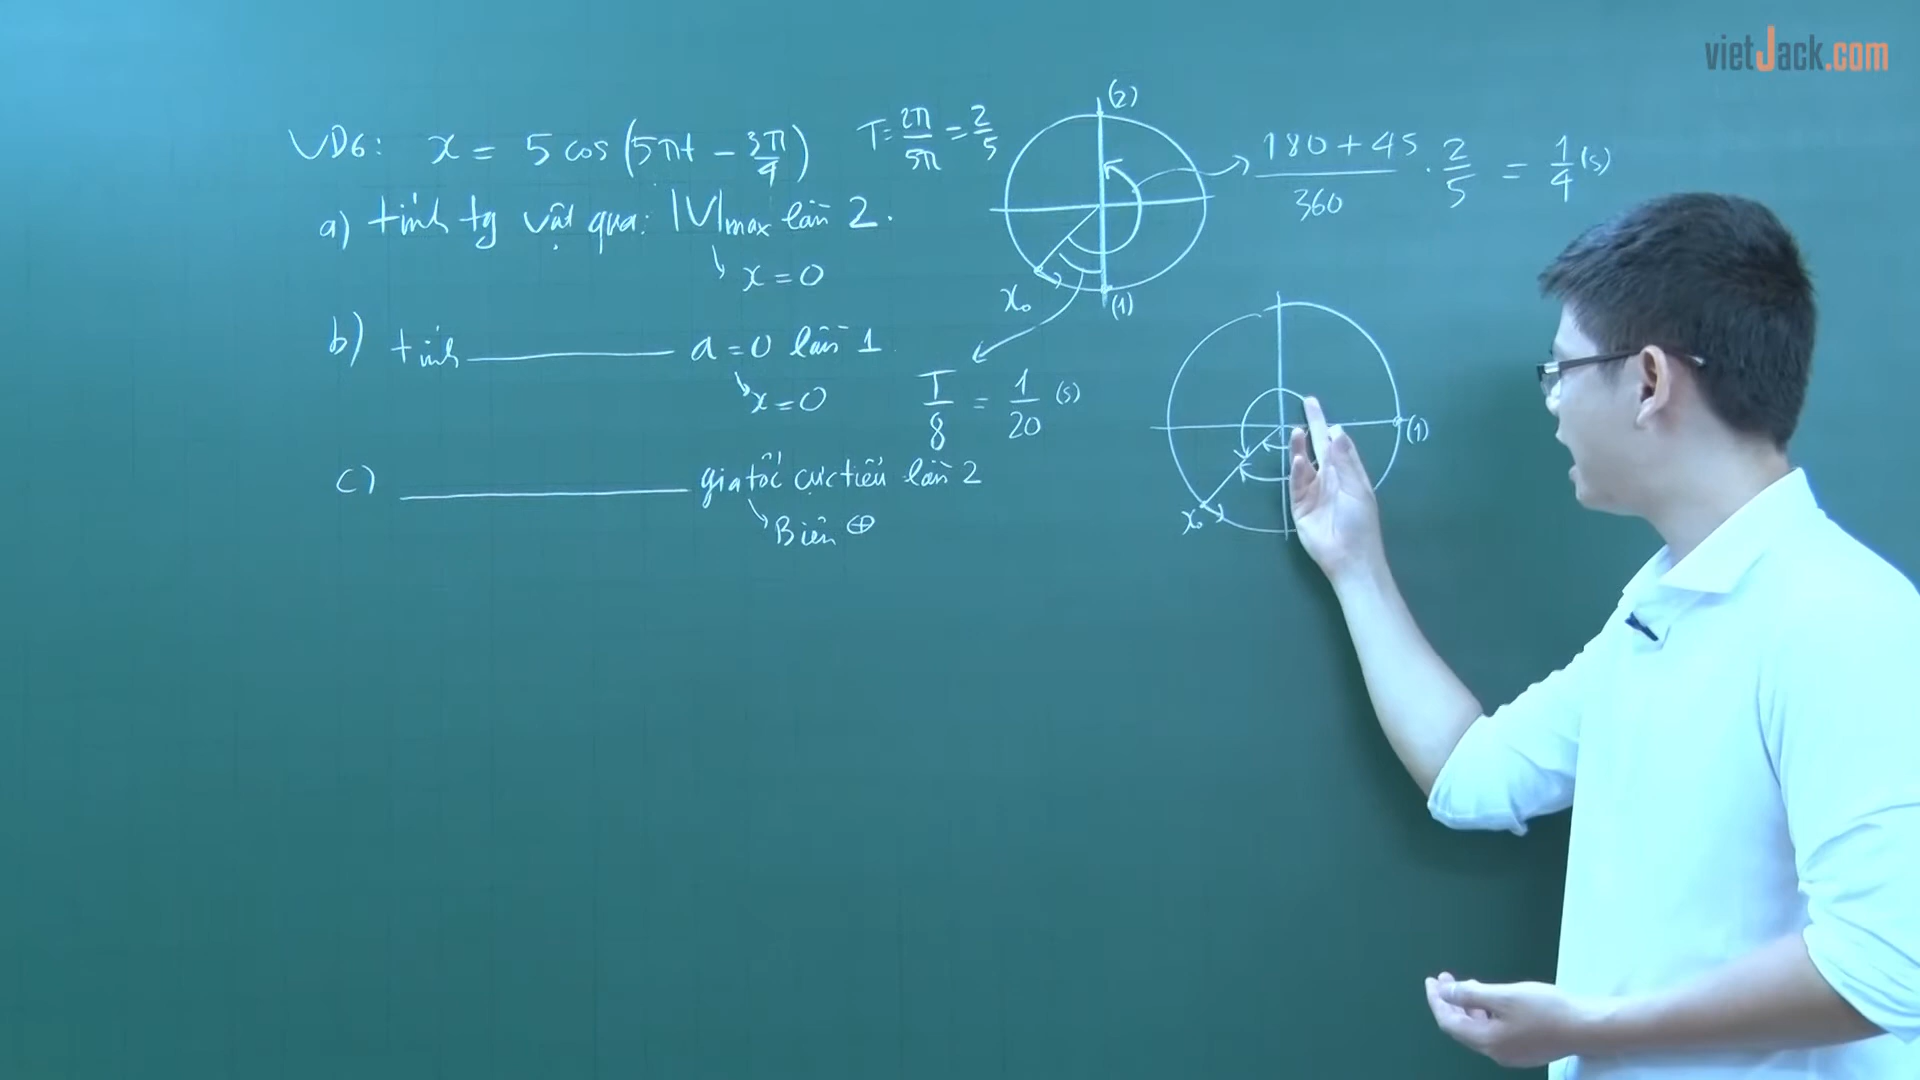 vietJack.com
VD6: x = 5 cos(5πt - 3π/4) T = 2π/5π = 2/5
a) tính tg vật qua: |V|max lần 2.
x = 0
b) tính ———— a = 0 lần 1
x = 0
c) ———— gia tốc cực tiểu lần 2
Biên ⊕
(2)
x₀
(1)
(180 + 45)/360 · 2/5 = 1/4 (s)
T/8 = 1/20 (s)
(1)
x₀